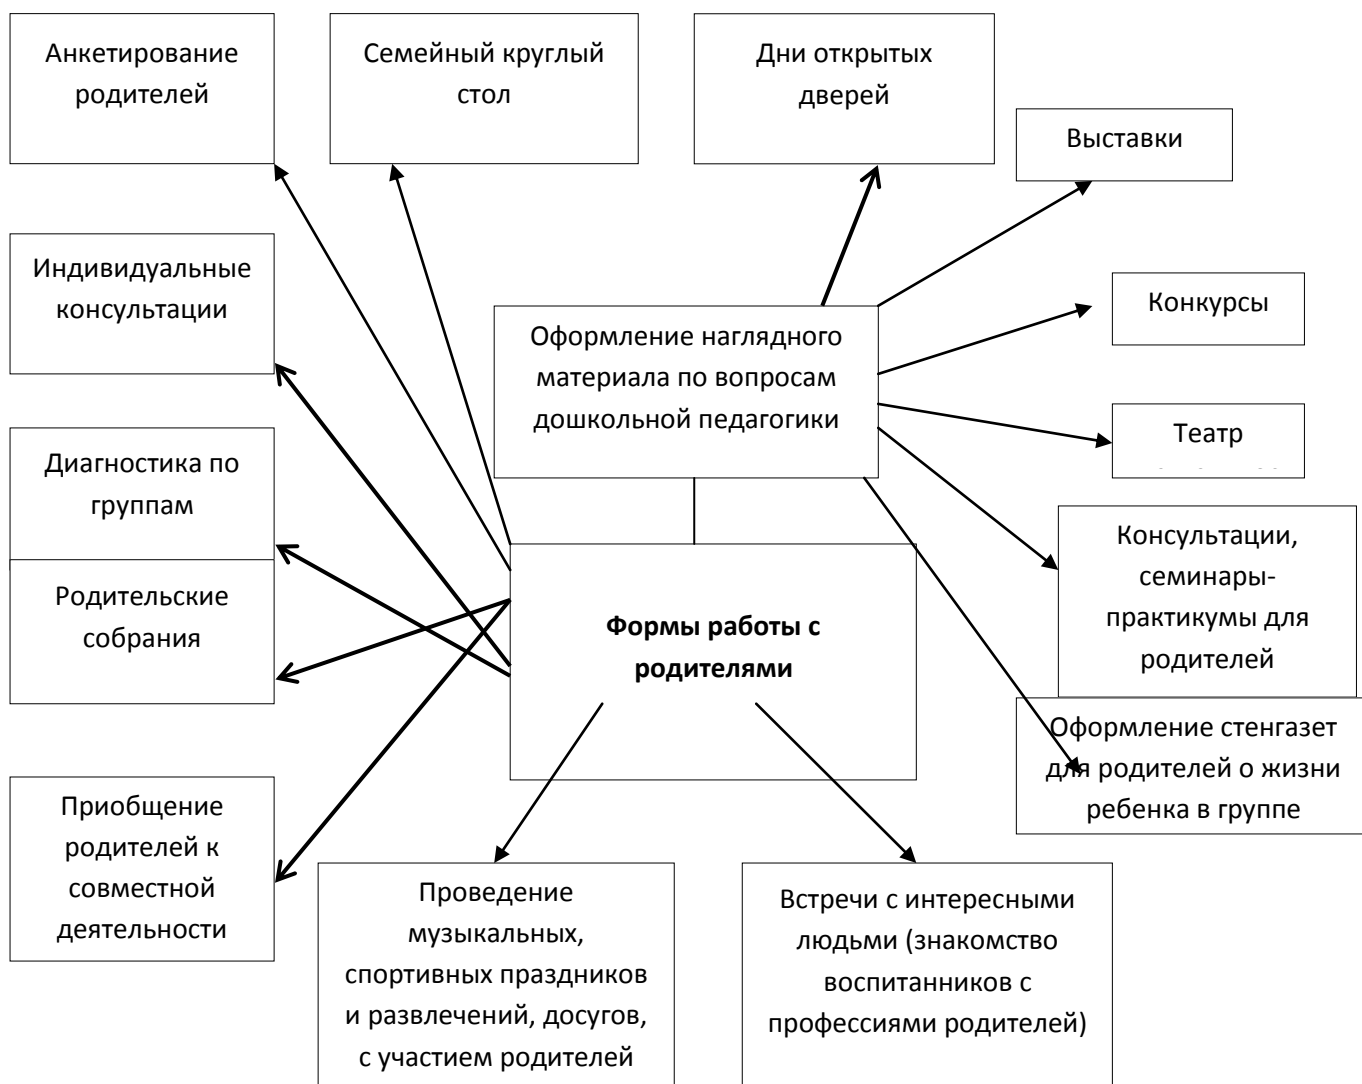 Анкетирование
родителей
Семейный круглый
стол
Дни открытых
дверей
Выставки
Индивидуальные
консультации
Конкурсы
Оформление наглядного
материала по вопросам
дошкольной педагогики
Театр
Диагностика по
группам
Консультации,
семинары-
практикумы для
родителей
Родительские
собрания
Формы работы с
родителями
Оформление стенгазет
для родителей о жизни
ребенка в группе
Приобщение
родителей к
совместной
деятельности
Проведение
музыкальных,
спортивных праздников
и развлечений, досугов,
с участием родителей
Встречи с интересными
людьми (знакомство
воспитанников с
профессиями родителей)